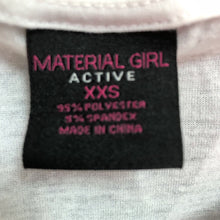 MATERIAL GIRL
ACTIVE
XXS
95% POLYESTER
5% SPANDEX
MADE IN CHINA